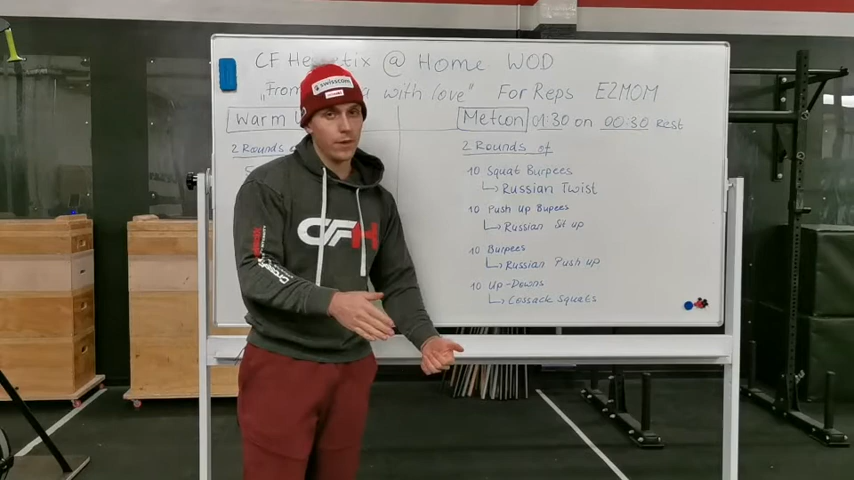 CF @ Home WOD
"From with love" For Reps E2MOM
Warm
Metcon 01:30 on 00:30 Rest
2 Rounds
2 Rounds of
10 Squat Burpees
Russian Twist
10 Push Up Bupees
Russian Sit up
10 Burpees
Russian Push up
10 Up-Downs
Cossack Squats
swisscom
CFH